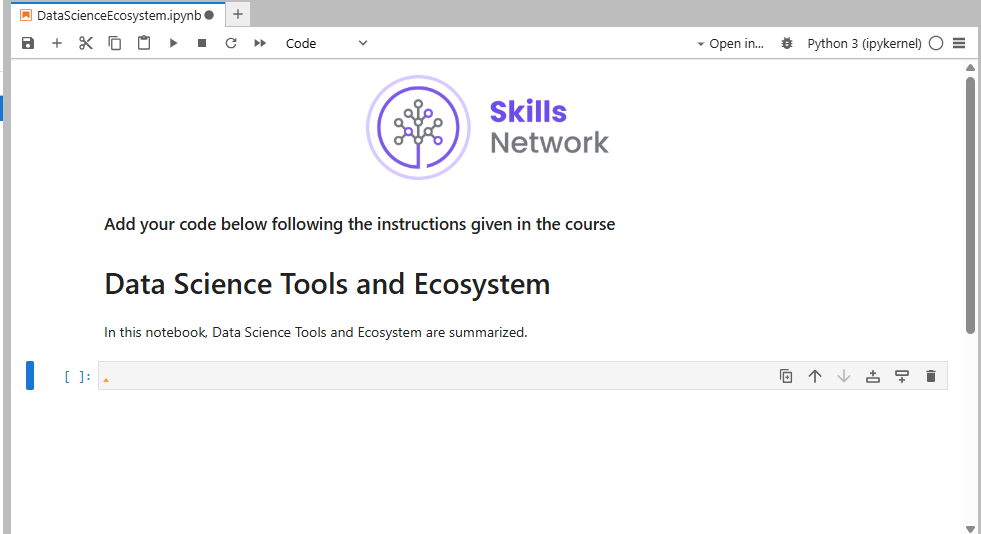 DataScienceEcosystem.ipynb
Code
Open in...
Python 3 (ipykernel)
Skills
Network
Add your code below following the instructions given in the course
Data Science Tools and Ecosystem
In this notebook, Data Science Tools and Ecosystem are summarized.
[ ]: